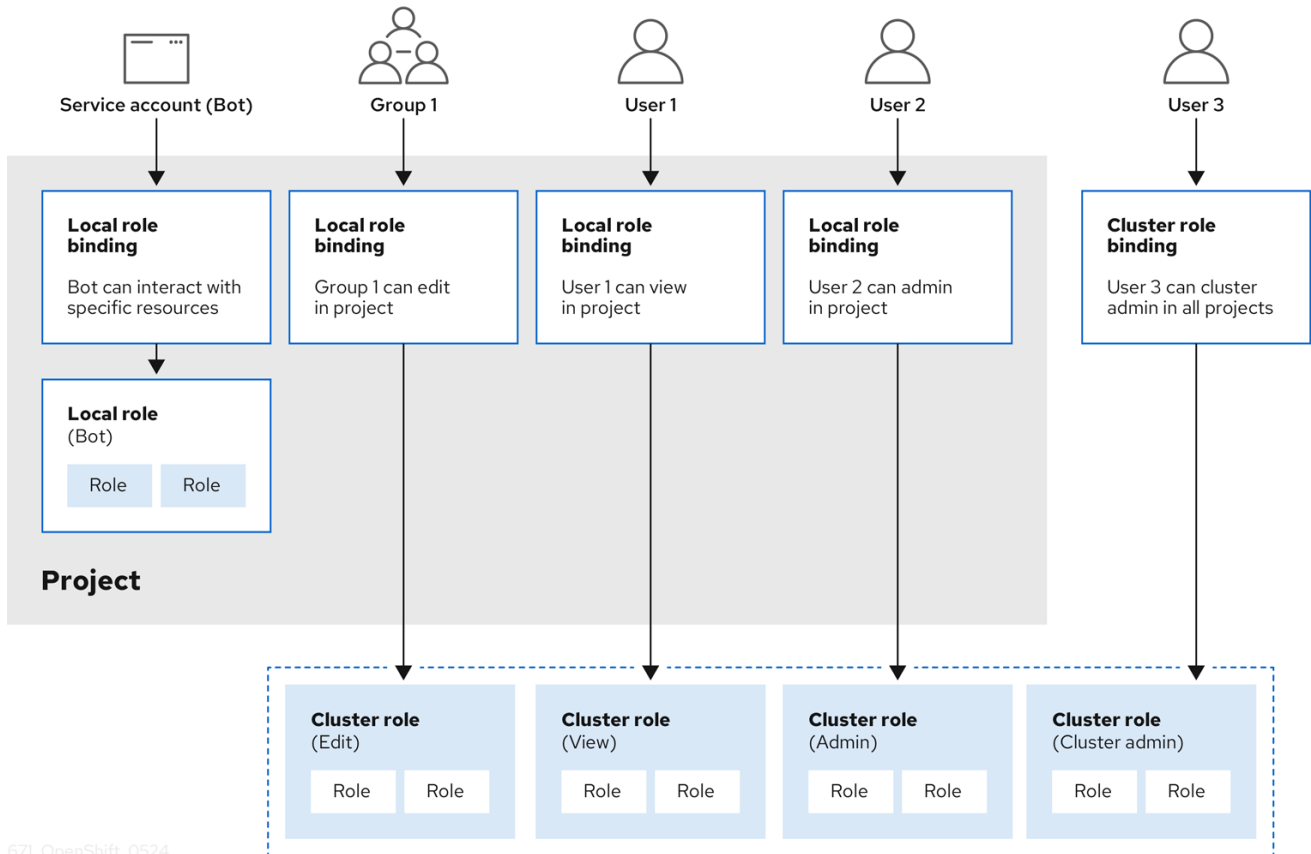 Service account (Bot)
Group 1
User 1
User 2
User 3
Local role
binding
Bot can interact with
specific resources
Local role
binding
Group 1 can edit
in project
Local role
binding
User 1 can view
in project
Local role
binding
User 2 can admin
in project
Cluster role
binding
User 3 can cluster
admin in all projects
Local role
(Bot)
Role
Role
Project
Cluster role
(Edit)
Role
Role
Cluster role
(View)
Role
Role
Cluster role
(Admin)
Role
Role
Cluster role
(Cluster admin)
Role
Role
671_OpenShift_0524